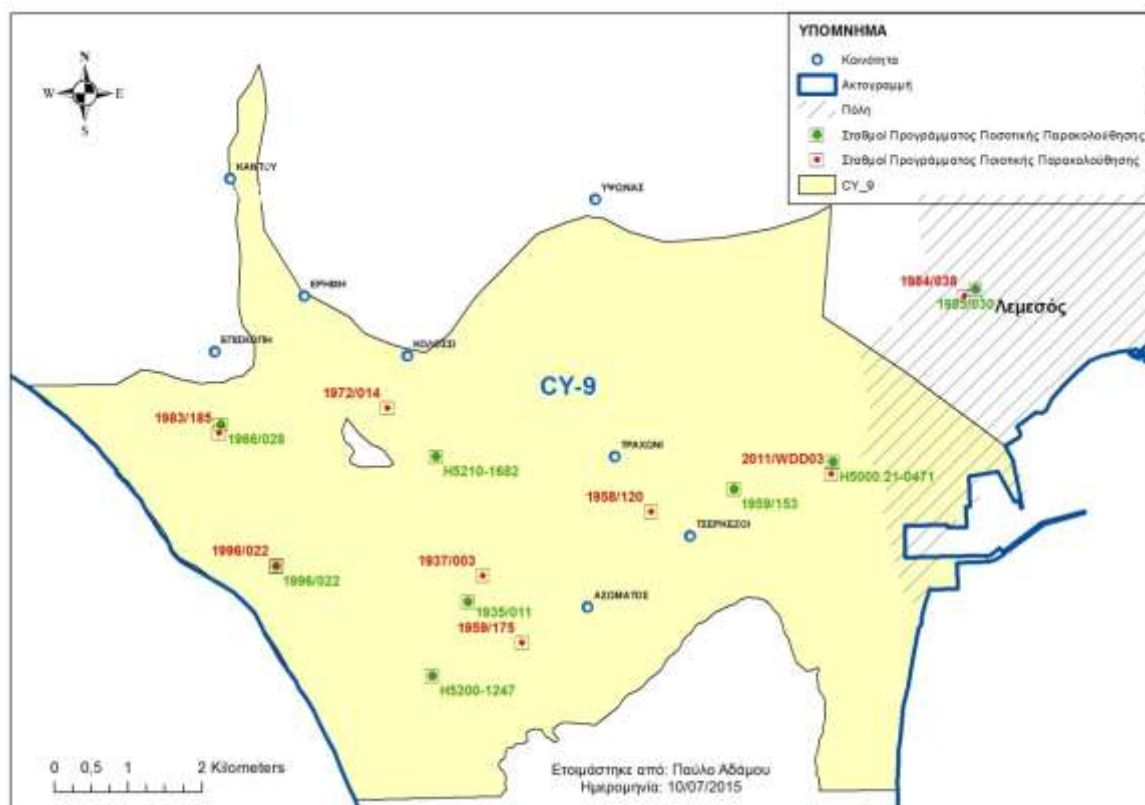 ΥΠΟΜΝΗΜΑ
Κοινότητα
Ακτογραμμή
Πόλη
Σταθμοί Προγράμματος Ποσοτικής Παρακολούθησης
Σταθμοί Προγράμματος Ποιοτικής Παρακολούθησης
CY_9
N
W E
S
ΚΑΝΤΟΥ
ΥΨΩΝΑΣ
ΕΡΗΜΗ
1984/038
1985/030
Λεμεσός
ΕΠΙΣΚΟΠΗ
ΚΟΛΟΣΣΙ
CY-9
1972/014
1983/185
1966/028
ΤΡΑΧΩΝΙ
H5210-1682
2011/WDD03
H5000.21-0471
1959/153
1958/120
ΤΣΕΡΚΕΖΟΙ
1996/022
1996/022
1937/003
1935/011
ΑΣΩΜΑΤΟΣ
1959/175
H5200-1247
0 0,5 1 2 Kilometers
Ετοιμάστηκε από: Παύλο Αδάμου
Ημερομηνία: 10/07/2015